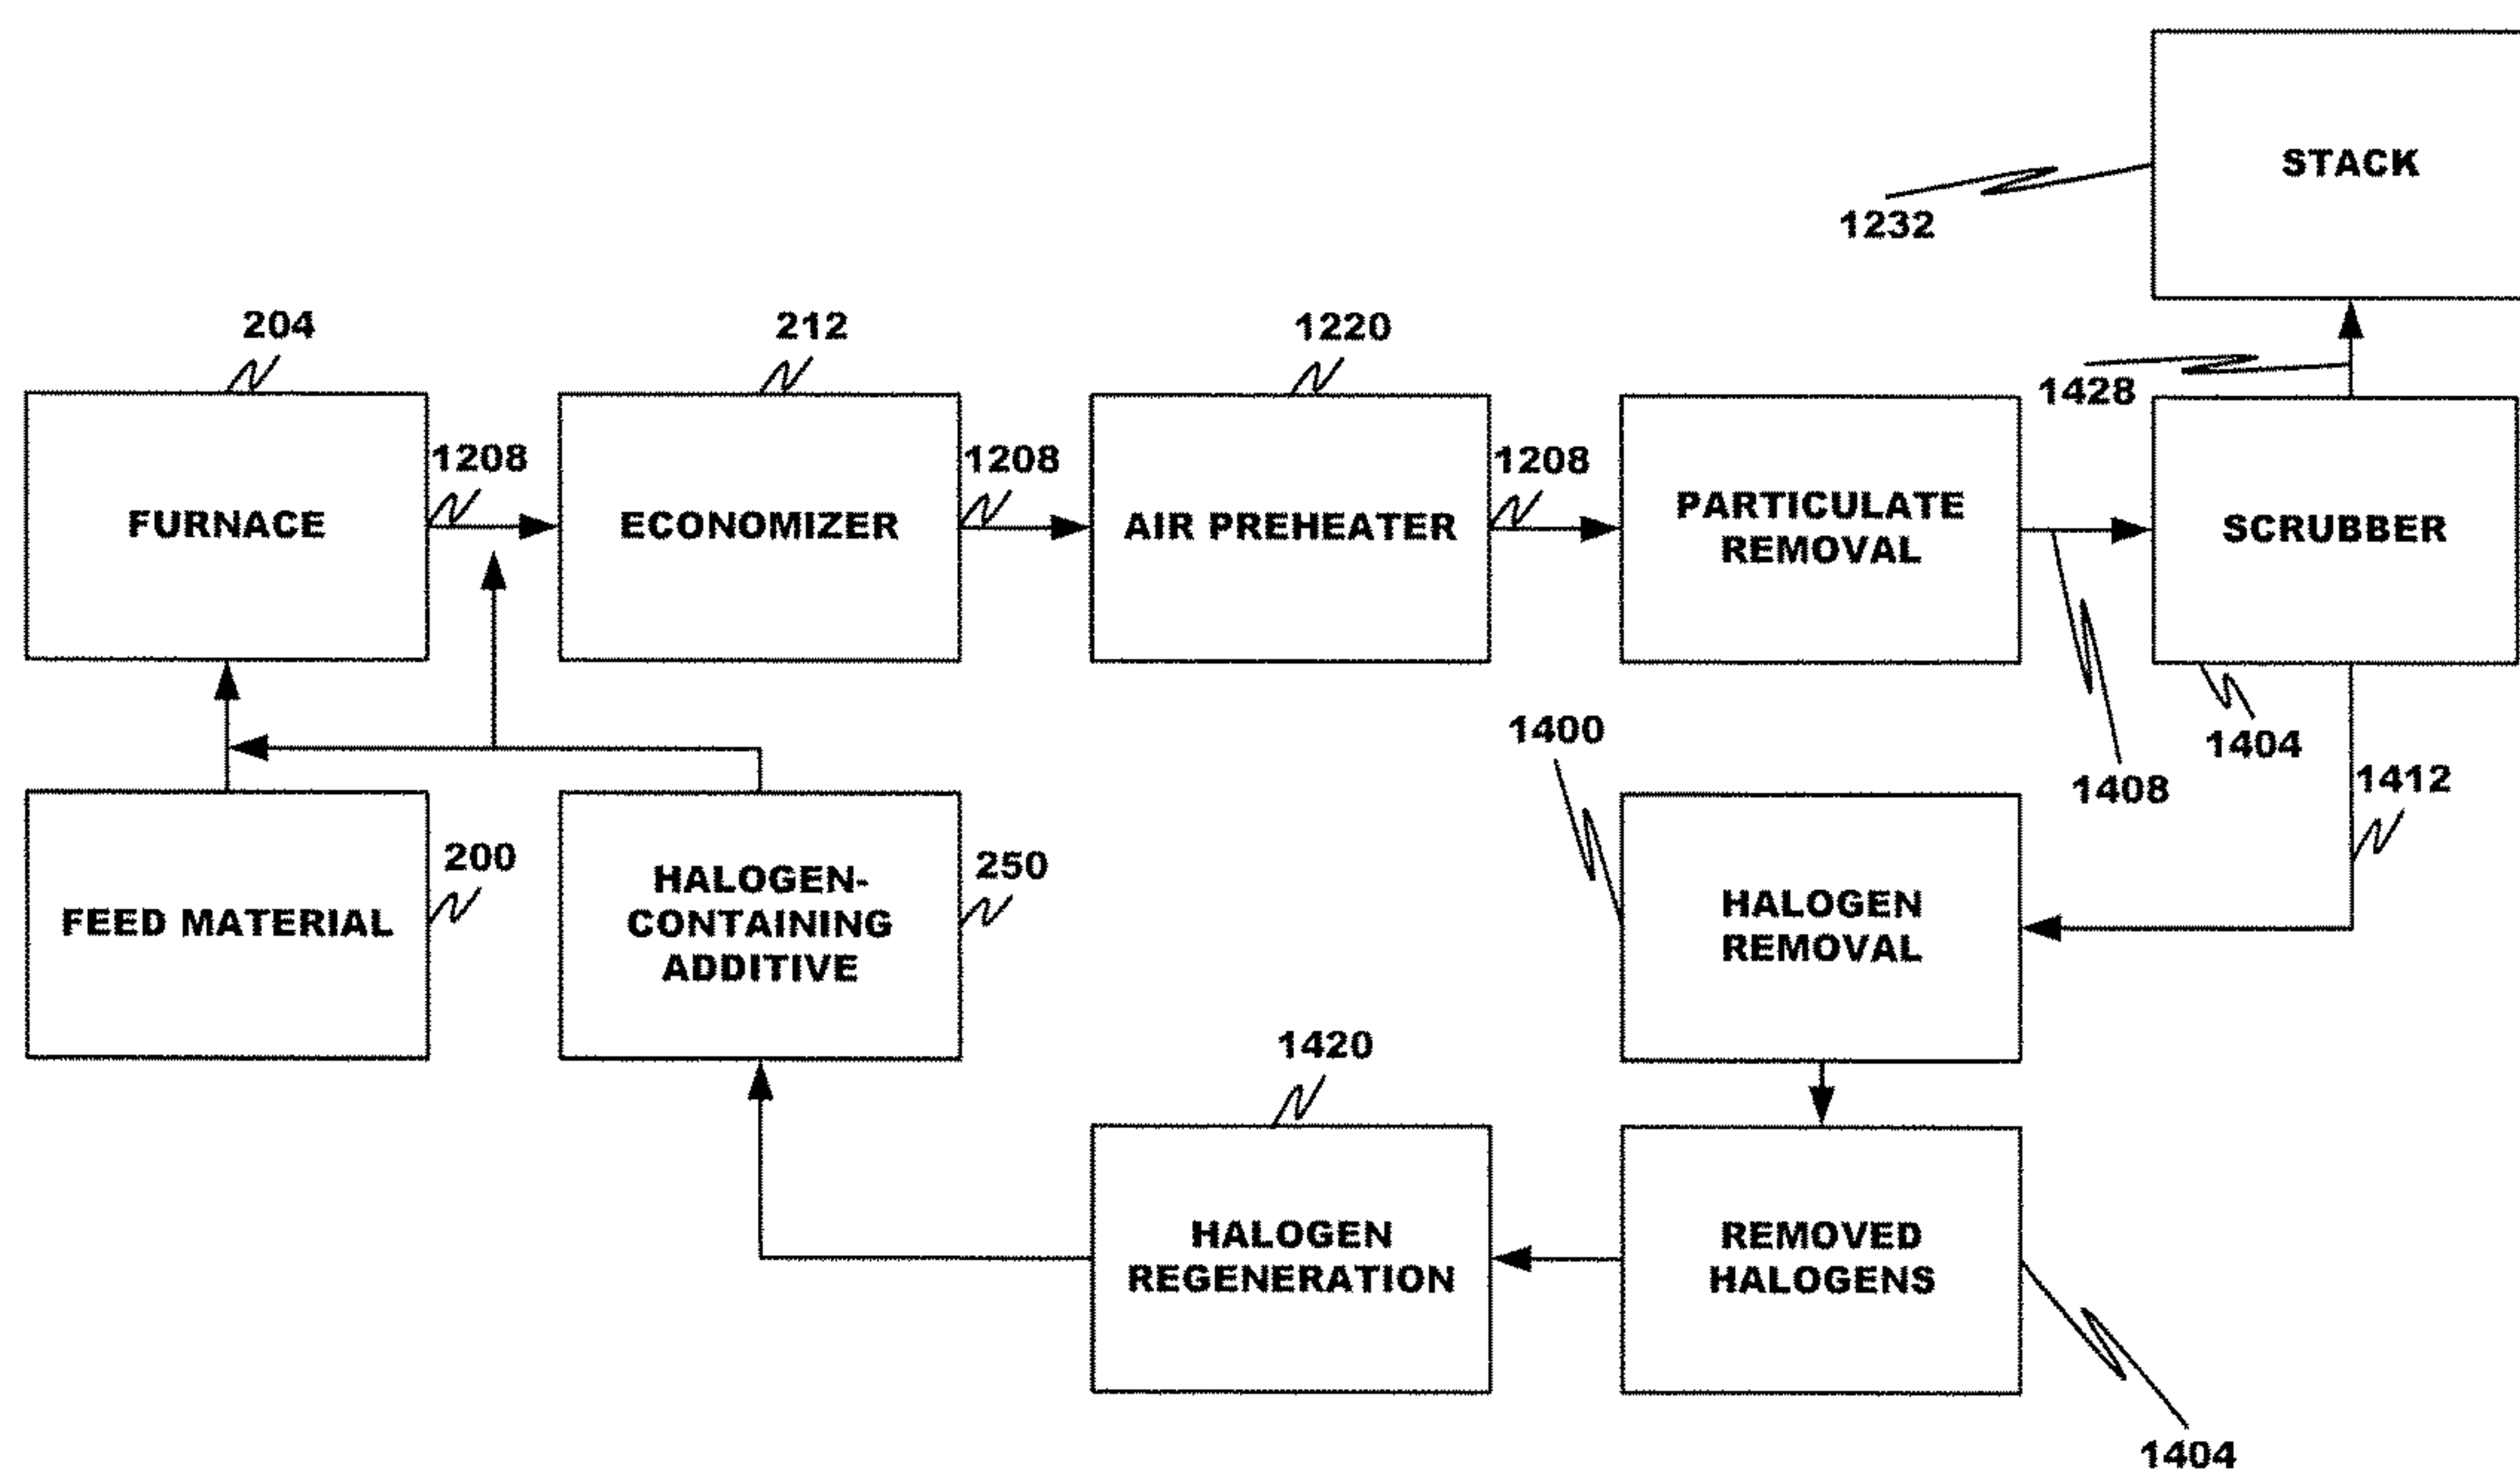 STACK
1232
204
212
1220
1428
1208
1208
1208
FURNACE
ECONOMIZER
AIR PREHEATER
PARTICULATE
REMOVAL
SCRUBBER
1400
1404
1408
1412
FEED MATERIAL
200
HALOGEN-
CONTAINING
ADDITIVE
250
HALOGEN
REMOVAL
1420
HALOGEN
REGENERATION
REMOVED
HALOGENS
1404